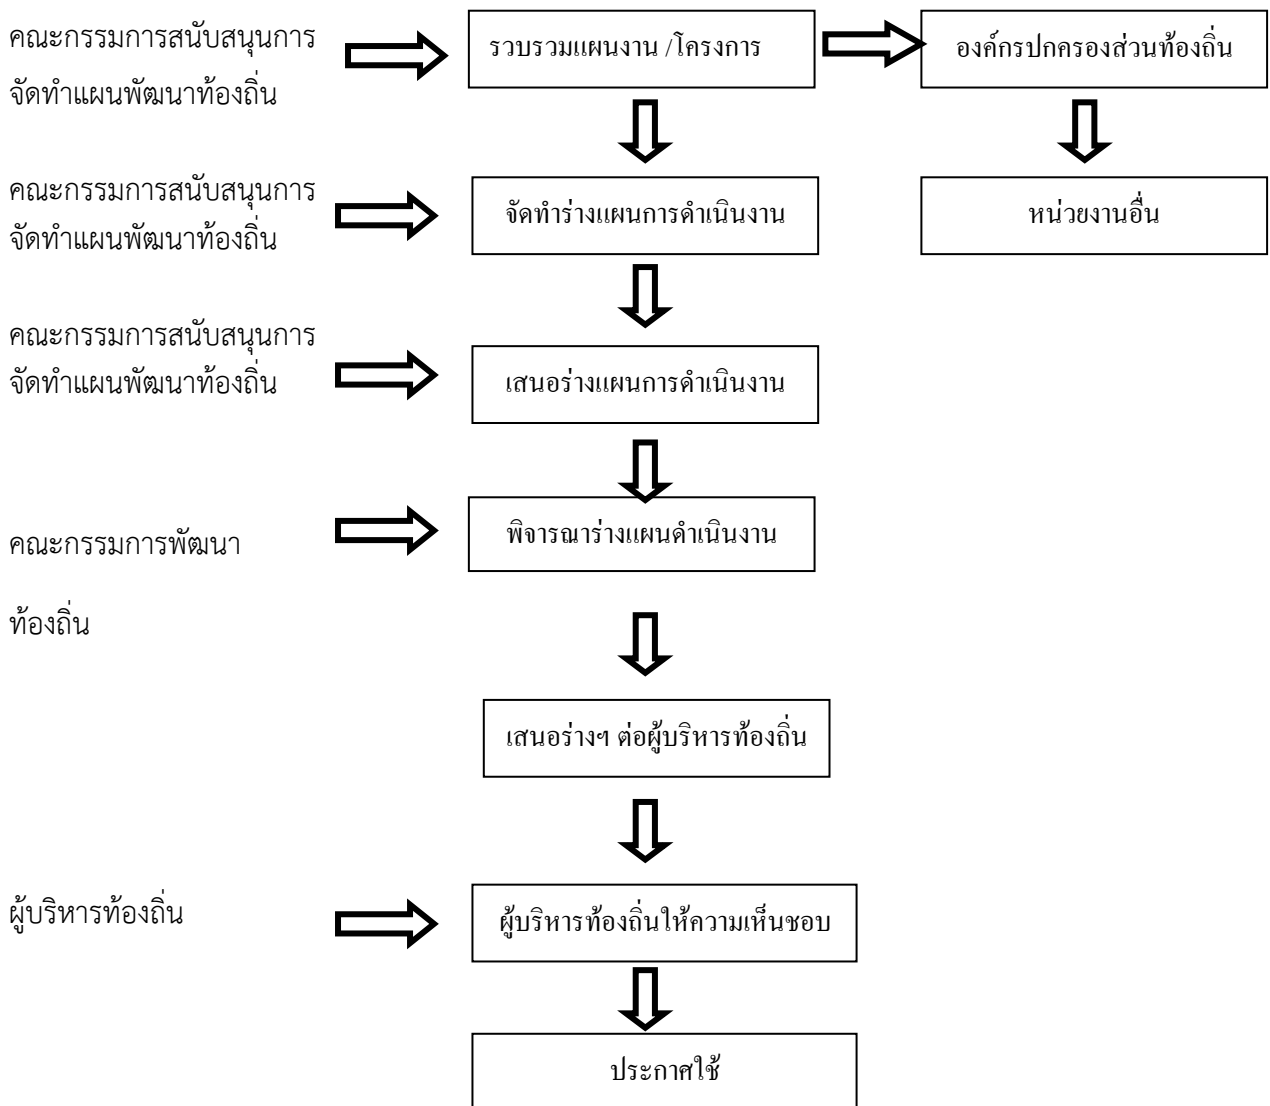 คณะกรรมการสนับสนุนการ
จัดทำแผนพัฒนาท้องถิ่น
รวบรวมแผนงาน /โครงการ
องค์กรปกครองส่วนท้องถิ่น
คณะกรรมการสนับสนุนการ
จัดทำแผนพัฒนาท้องถิ่น
จัดทำร่างแผนการดำเนินงาน
หน่วยงานอื่น
คณะกรรมการสนับสนุนการ
จัดทำแผนพัฒนาท้องถิ่น
เสนอร่างแผนการดำเนินงาน
คณะกรรมการพัฒนา
ท้องถิ่น
พิจารณาร่างแผนดำเนินงาน
เสนอร่างฯ ต่อผู้บริหารท้องถิ่น
ผู้บริหารท้องถิ่น
ผู้บริหารท้องถิ่นให้ความเห็นชอบ
ประกาศใช้